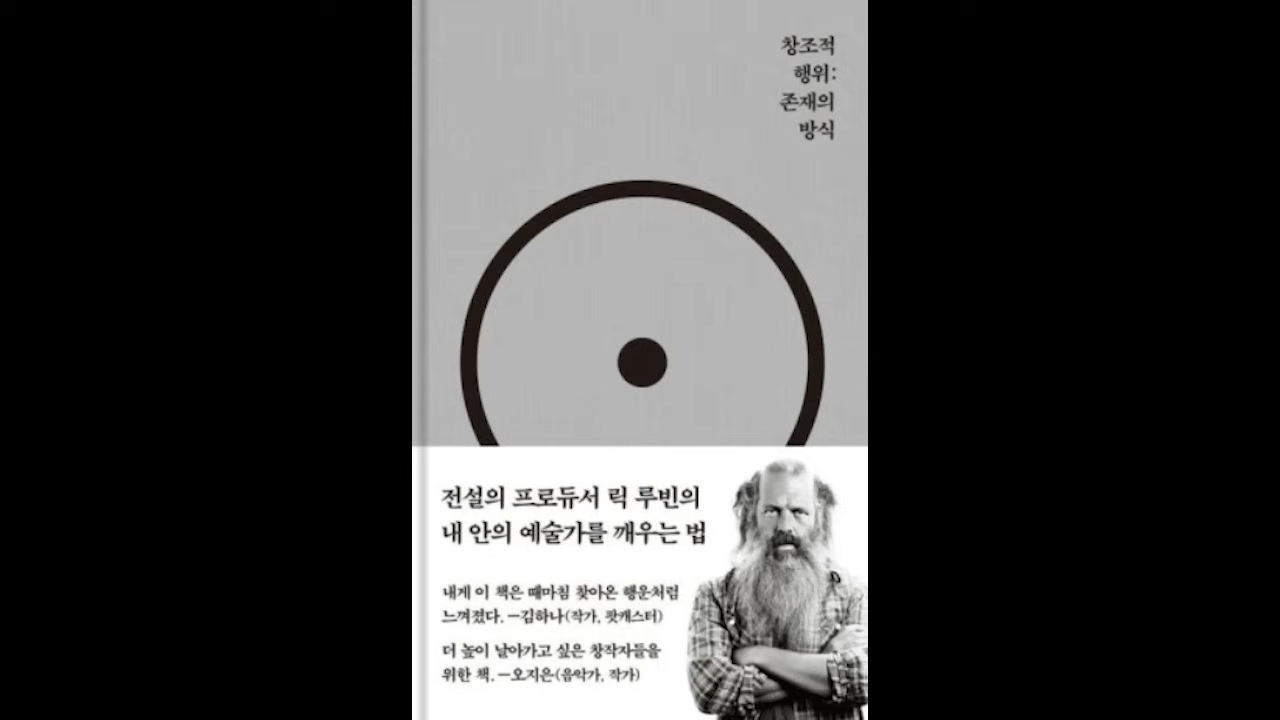 창조적
행위:
존재의
방식
전설의 프로듀서 릭 루빈의
내 안의 예술가를 깨우는 법
내게 이 책은 때마침 찾아온 행운처럼
느껴졌다. —김하나(작가, 팟캐스터)
더 높이 날아가고 싶은 창작자들을
위한 책. —오지은(음악가, 작가)